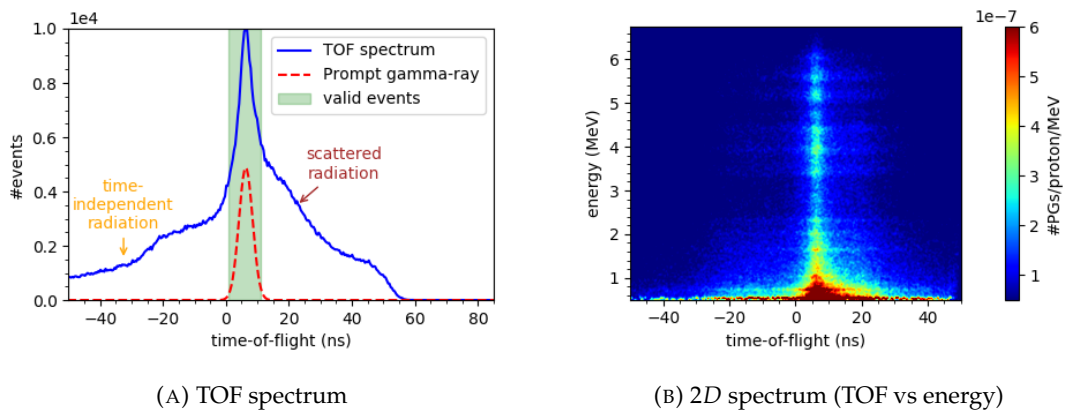 1e4
1.0
0.8
0.6
0.4
0.2
0.0
#events
TOF spectrum
Prompt gamma-ray
valid events
time-
independent
radiation
scattered
radiation
−40 −20 0 20 40 60 80
time-of-flight (ns)
(A) TOF spectrum
6
5
4
3
2
1
energy (MeV)
−40 −20 0 20 40
time-of-flight (ns)
1e−7
6
5
4
3
2
1
#PGs/proton/MeV
(B) 2D spectrum (TOF vs energy)